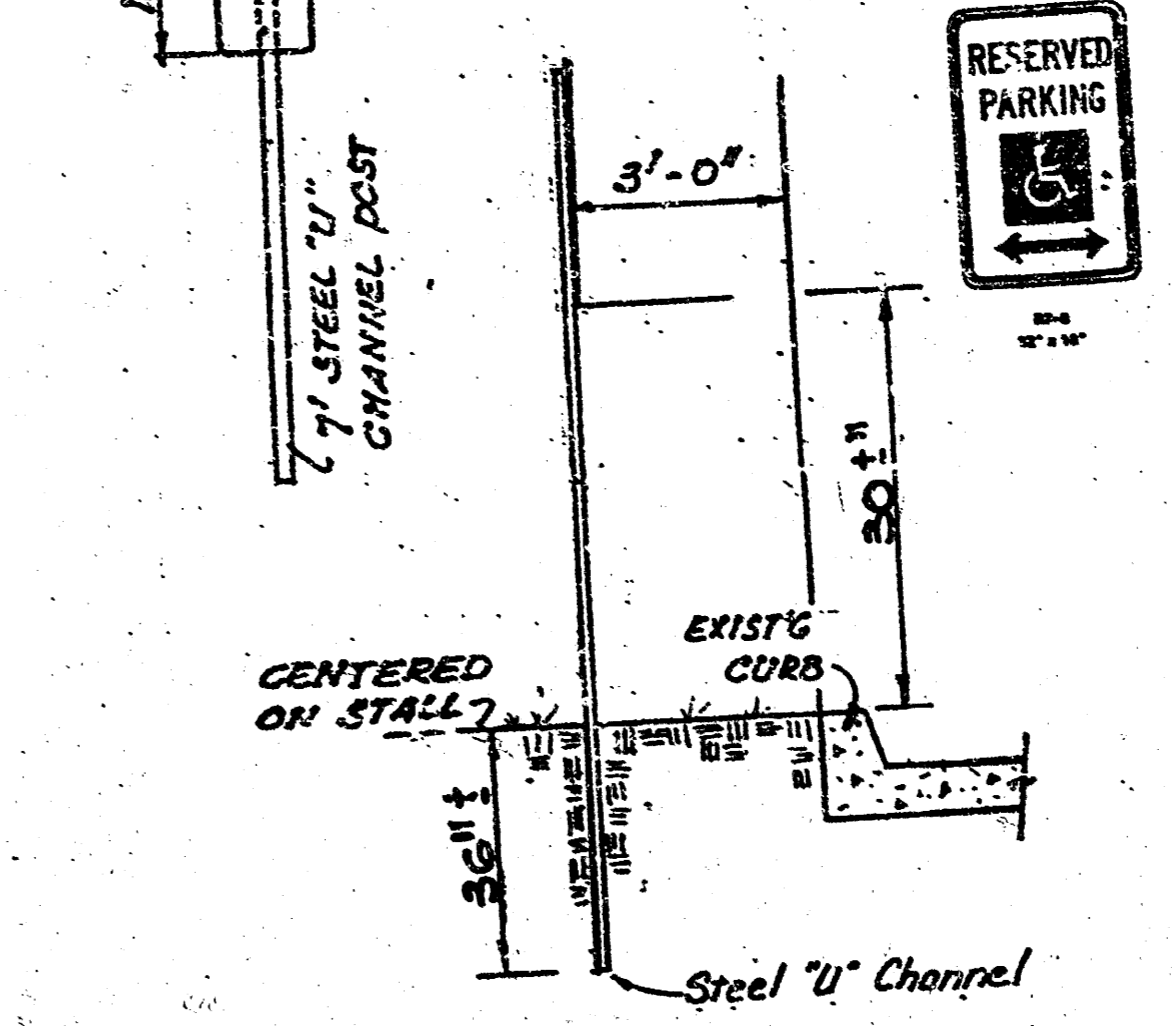 RESERVED
PARKING
3'-0"
7' STEEL "U"
CHANNEL POST
30 ±"
EXIST'G
CURB
CENTERED
ON STALL
36" ±
Steel "U" Channel